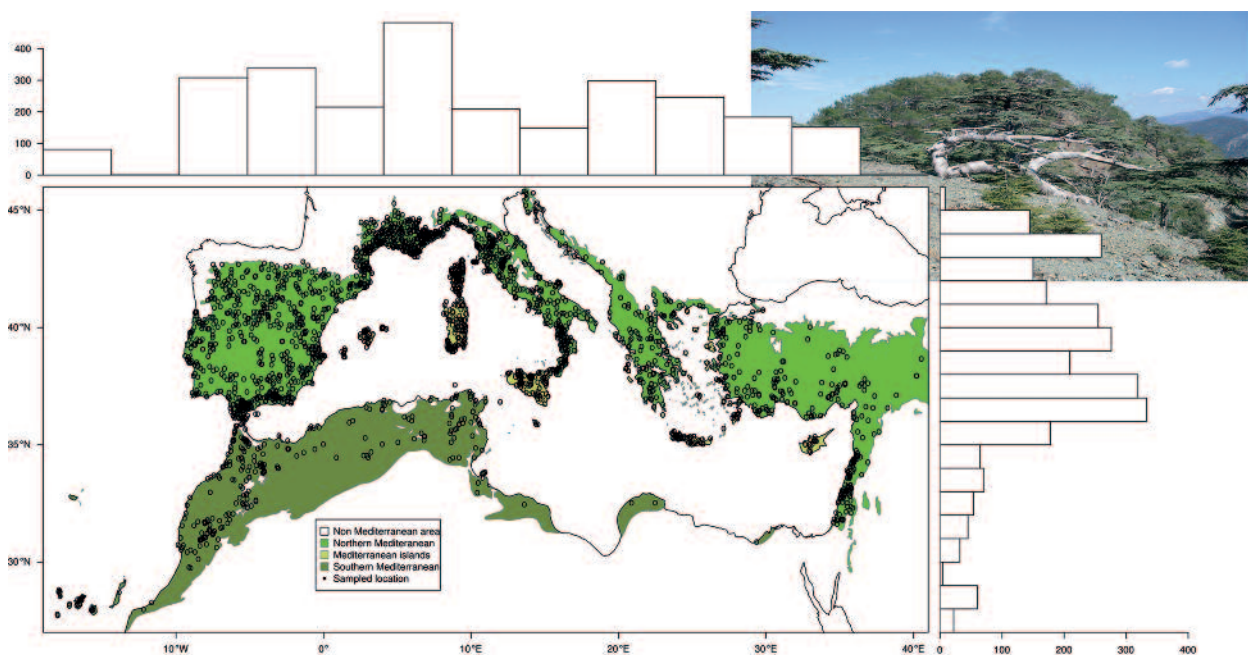 400
300
200
100
0
45°N
40°N
35°N
30°N
Non Mediterranean area
Northern Mediteranean
Mediterranean islands
Southern Mediterranean
Sampled location
10°W 0° 10°E 20°E 30°E 40°E
0 100 200 300 400